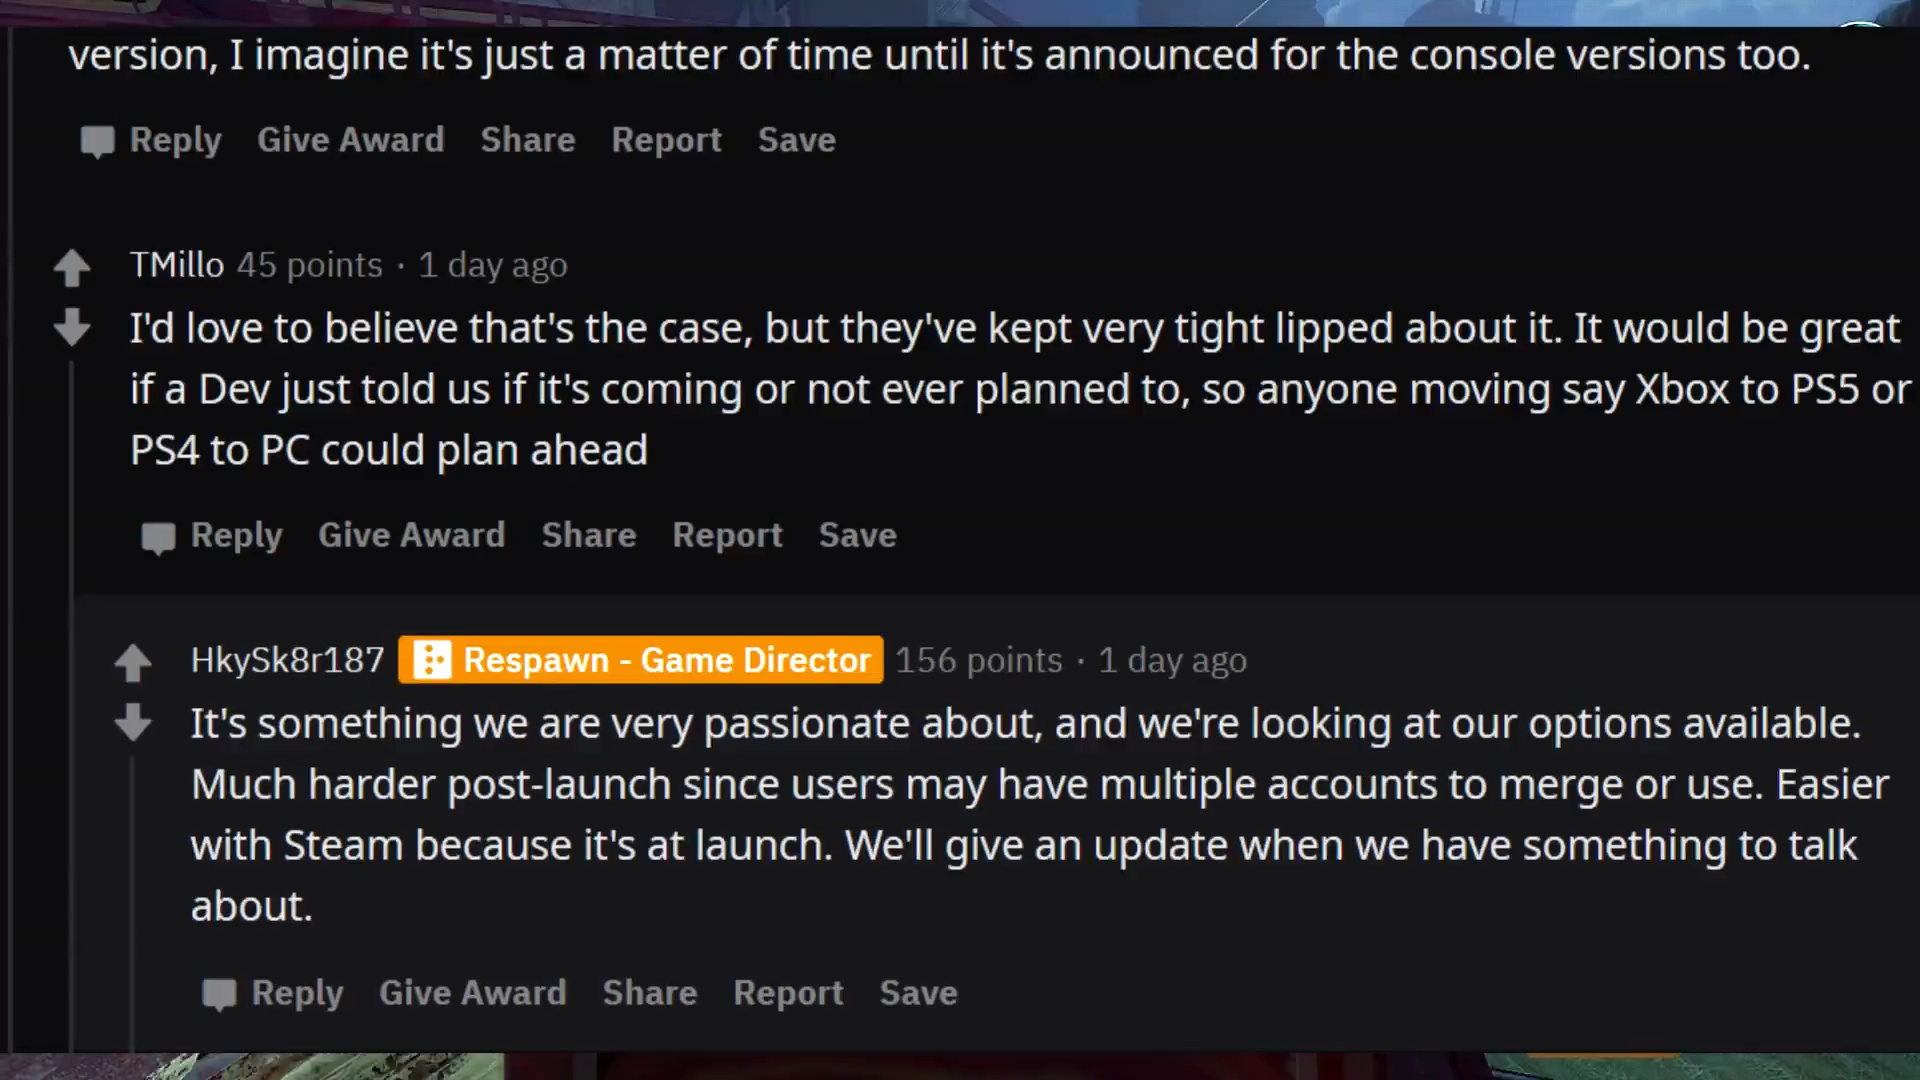 version, I imagine it's just a matter of time until it's announced for the console versions too.
Reply Give Award Share Report Save
TMillo 45 points · 1 day ago
I'd love to believe that's the case, but they've kept very tight lipped about it. It would be great
if a Dev just told us if it's coming or not ever planned to, so anyone moving say Xbox to PS5 or
PS4 to PC could plan ahead
Reply Give Award Share Report Save
HkySk8r187 Respawn - Game Director 156 points · 1 day ago
It's something we are very passionate about, and we're looking at our options available.
Much harder post-launch since users may have multiple accounts to merge or use. Easier
with Steam because it's at launch. We'll give an update when we have something to talk
about.
Reply Give Award Share Report Save